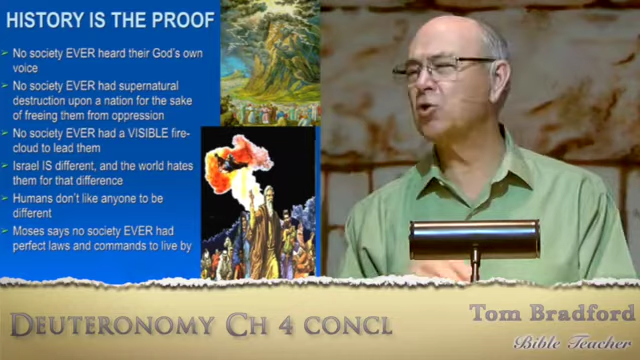 HISTORY IS THE PROOF
➢ No society EVER heard their God's own
voice
➢ No society EVER had supernatural
destruction upon a nation for the sake
of freeing them from oppression
➢ No society EVER had a VISIBLE fire-
cloud to lead them
➢ Israel IS different, and the world hates
them for that difference
➢ Humans don't like anyone to be
different
➢ Moses says no society EVER had
perfect laws and commands to live by
DEUTERONOMY CH 4 CONCL
Tom Bradford
Bible Teacher